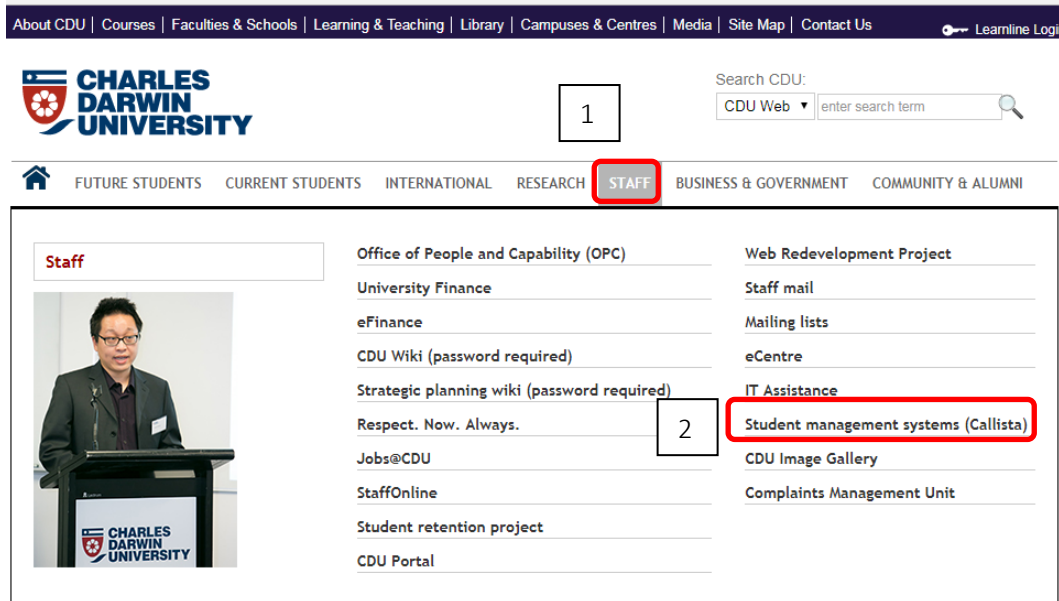 About CDU | Courses | Faculties & Schools | Learning & Teaching | Library | Campuses & Centres | Media | Site Map | Contact Us
Learnline Logi
CHARLES
DARWIN
UNIVERSITY
1
Search CDU:
CDU Web
enter search term
FUTURE STUDENTS CURRENT STUDENTS INTERNATIONAL RESEARCH STAFF BUSINESS & GOVERNMENT COMMUNITY & ALUMNI
Staff
Office of People and Capability (OPC)
University Finance
eFinance
CDU Wiki (password required)
Strategic planning wiki (password required)
Respect. Now. Always.
Jobs@CDU
StaffOnline
Student retention project
CDU Portal
Web Redevelopment Project
Staff mail
Mailing lists
eCentre
IT Assistance
2
Student management systems (Callista)
CDU Image Gallery
Complaints Management Unit
CHARLES
DARWIN
UNIVERSITY